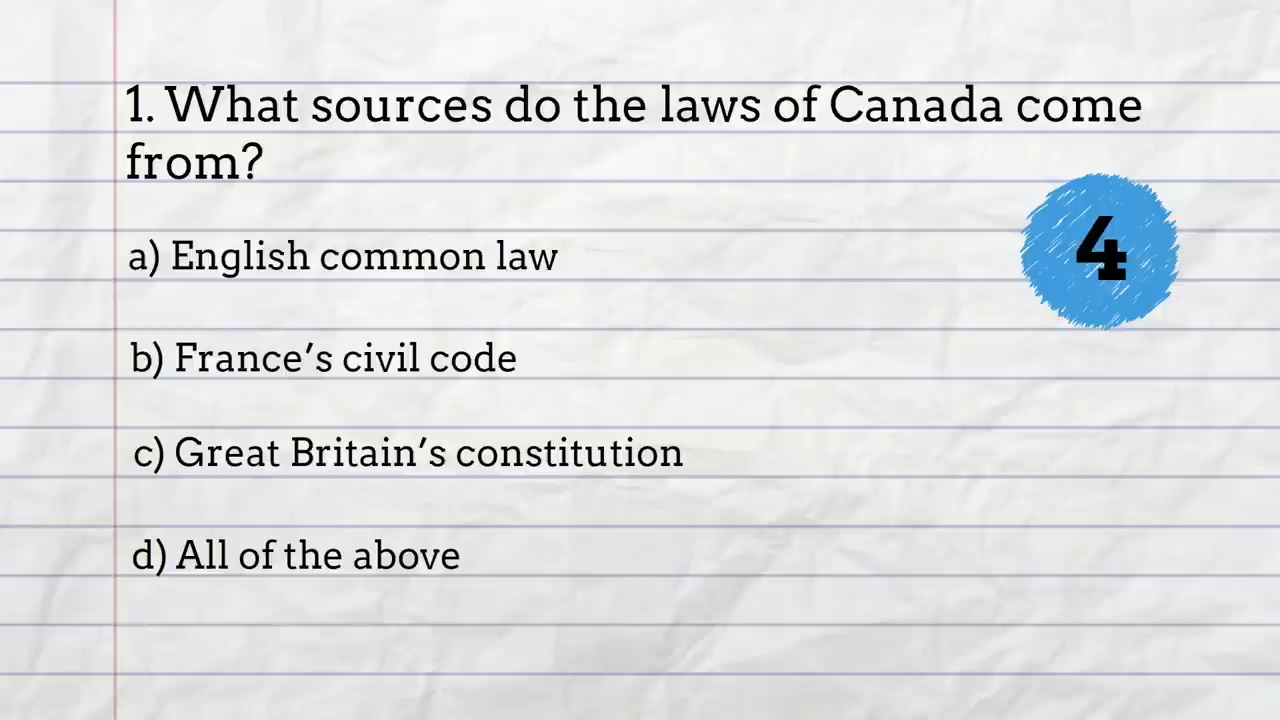 1. What sources do the laws of Canada come
from?
4
a) English common law
b) France’s civil code
c) Great Britain’s constitution
d) All of the above